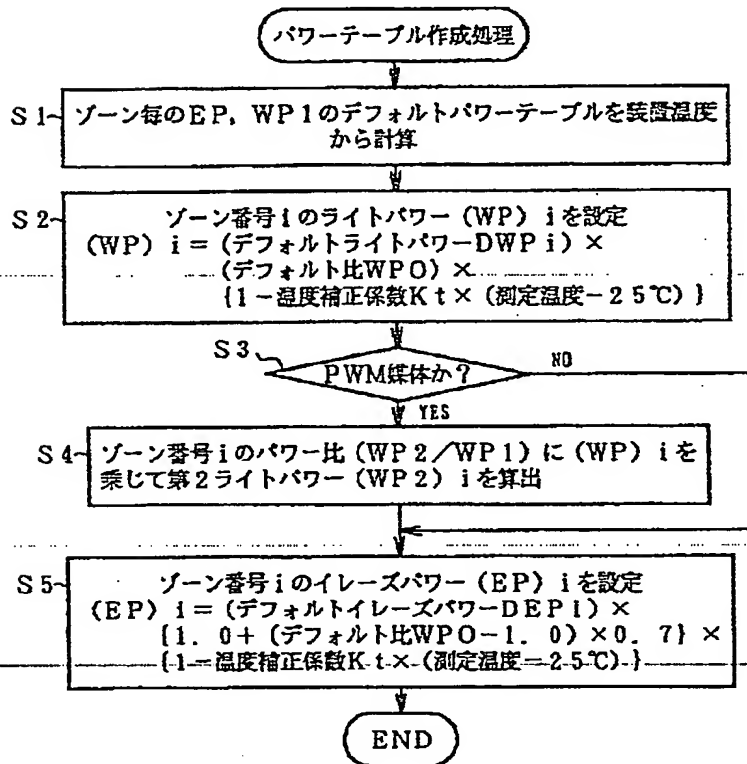 パワーテーブル作成処理
S1
ゾーン毎のEP，WP1のデフォルトパワーテーブルを装置温度
から計算
S2
ゾーン番号iのライトパワー（WP）iを設定
（WP）i＝（デフォルトライトパワーDWPi）×
（デフォルト比WPO）×
｛1－温度補正係数Kt×（測定温度－25℃）｝
S3
PWM媒体か？
NO
YES
S4
ゾーン番号iのパワー比（WP2/WP1）に（WP）iを
乗じて第2ライトパワー（WP2）iを算出
S5
ゾーン番号iのイレーズパワー（EP）iを設定
（EP）i＝（デフォルトイレーズパワーDEPi）×
｛1．0＋（デフォルト比WPO－1．0）×0．7｝×
｛1－温度補正係数Kt×（測定温度－25℃）｝
END